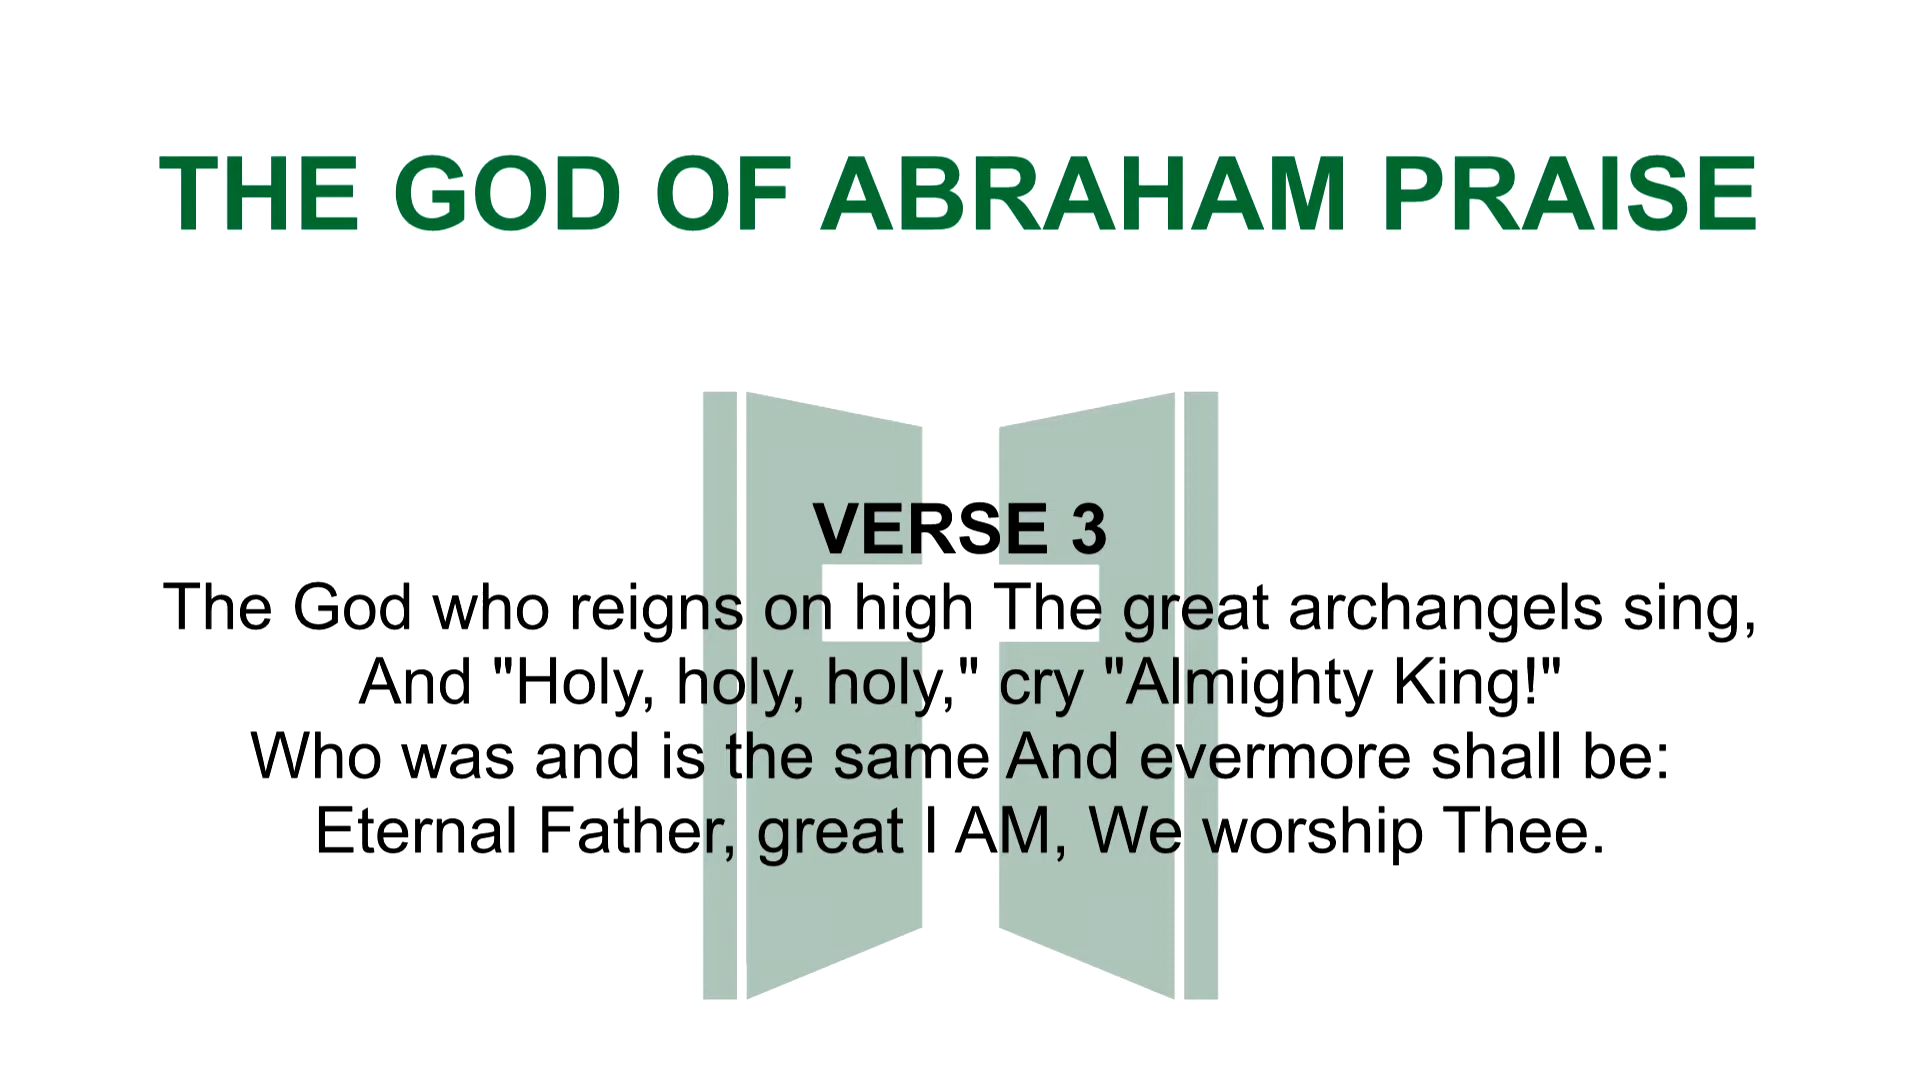 THE GOD OF ABRAHAM PRAISE
VERSE 3
The God who reigns on high The great archangels sing,
And "Holy, holy, holy," cry "Almighty King!"
Who was and is the same And evermore shall be:
Eternal Father, great I AM, We worship Thee.